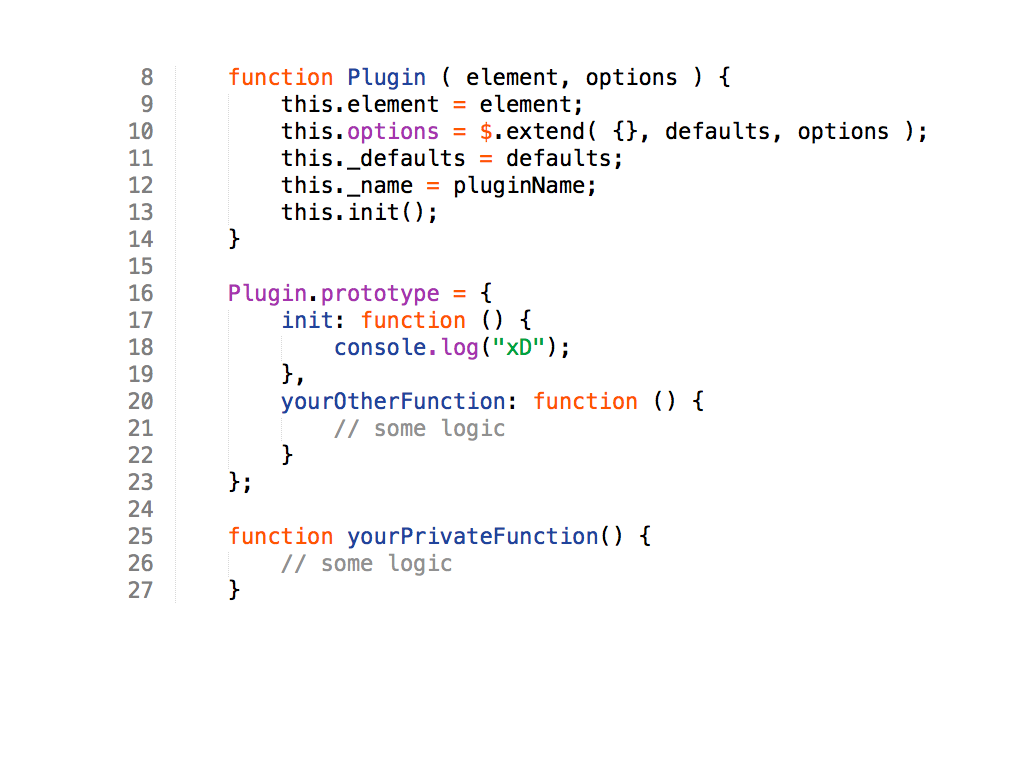 8 function Plugin ( element, options ) {
9 this.element = element;
10 this.options = $.extend( {}, defaults, options );
11 this._defaults = defaults;
12 this._name = pluginName;
13 this.init();
14 }
15
16 Plugin.prototype = {
17 init: function () {
18 console.log("xD");
19 },
20 yourOtherFunction: function () {
21 // some logic
22 }
23 };
24
25 function yourPrivateFunction() {
26 // some logic
27 }